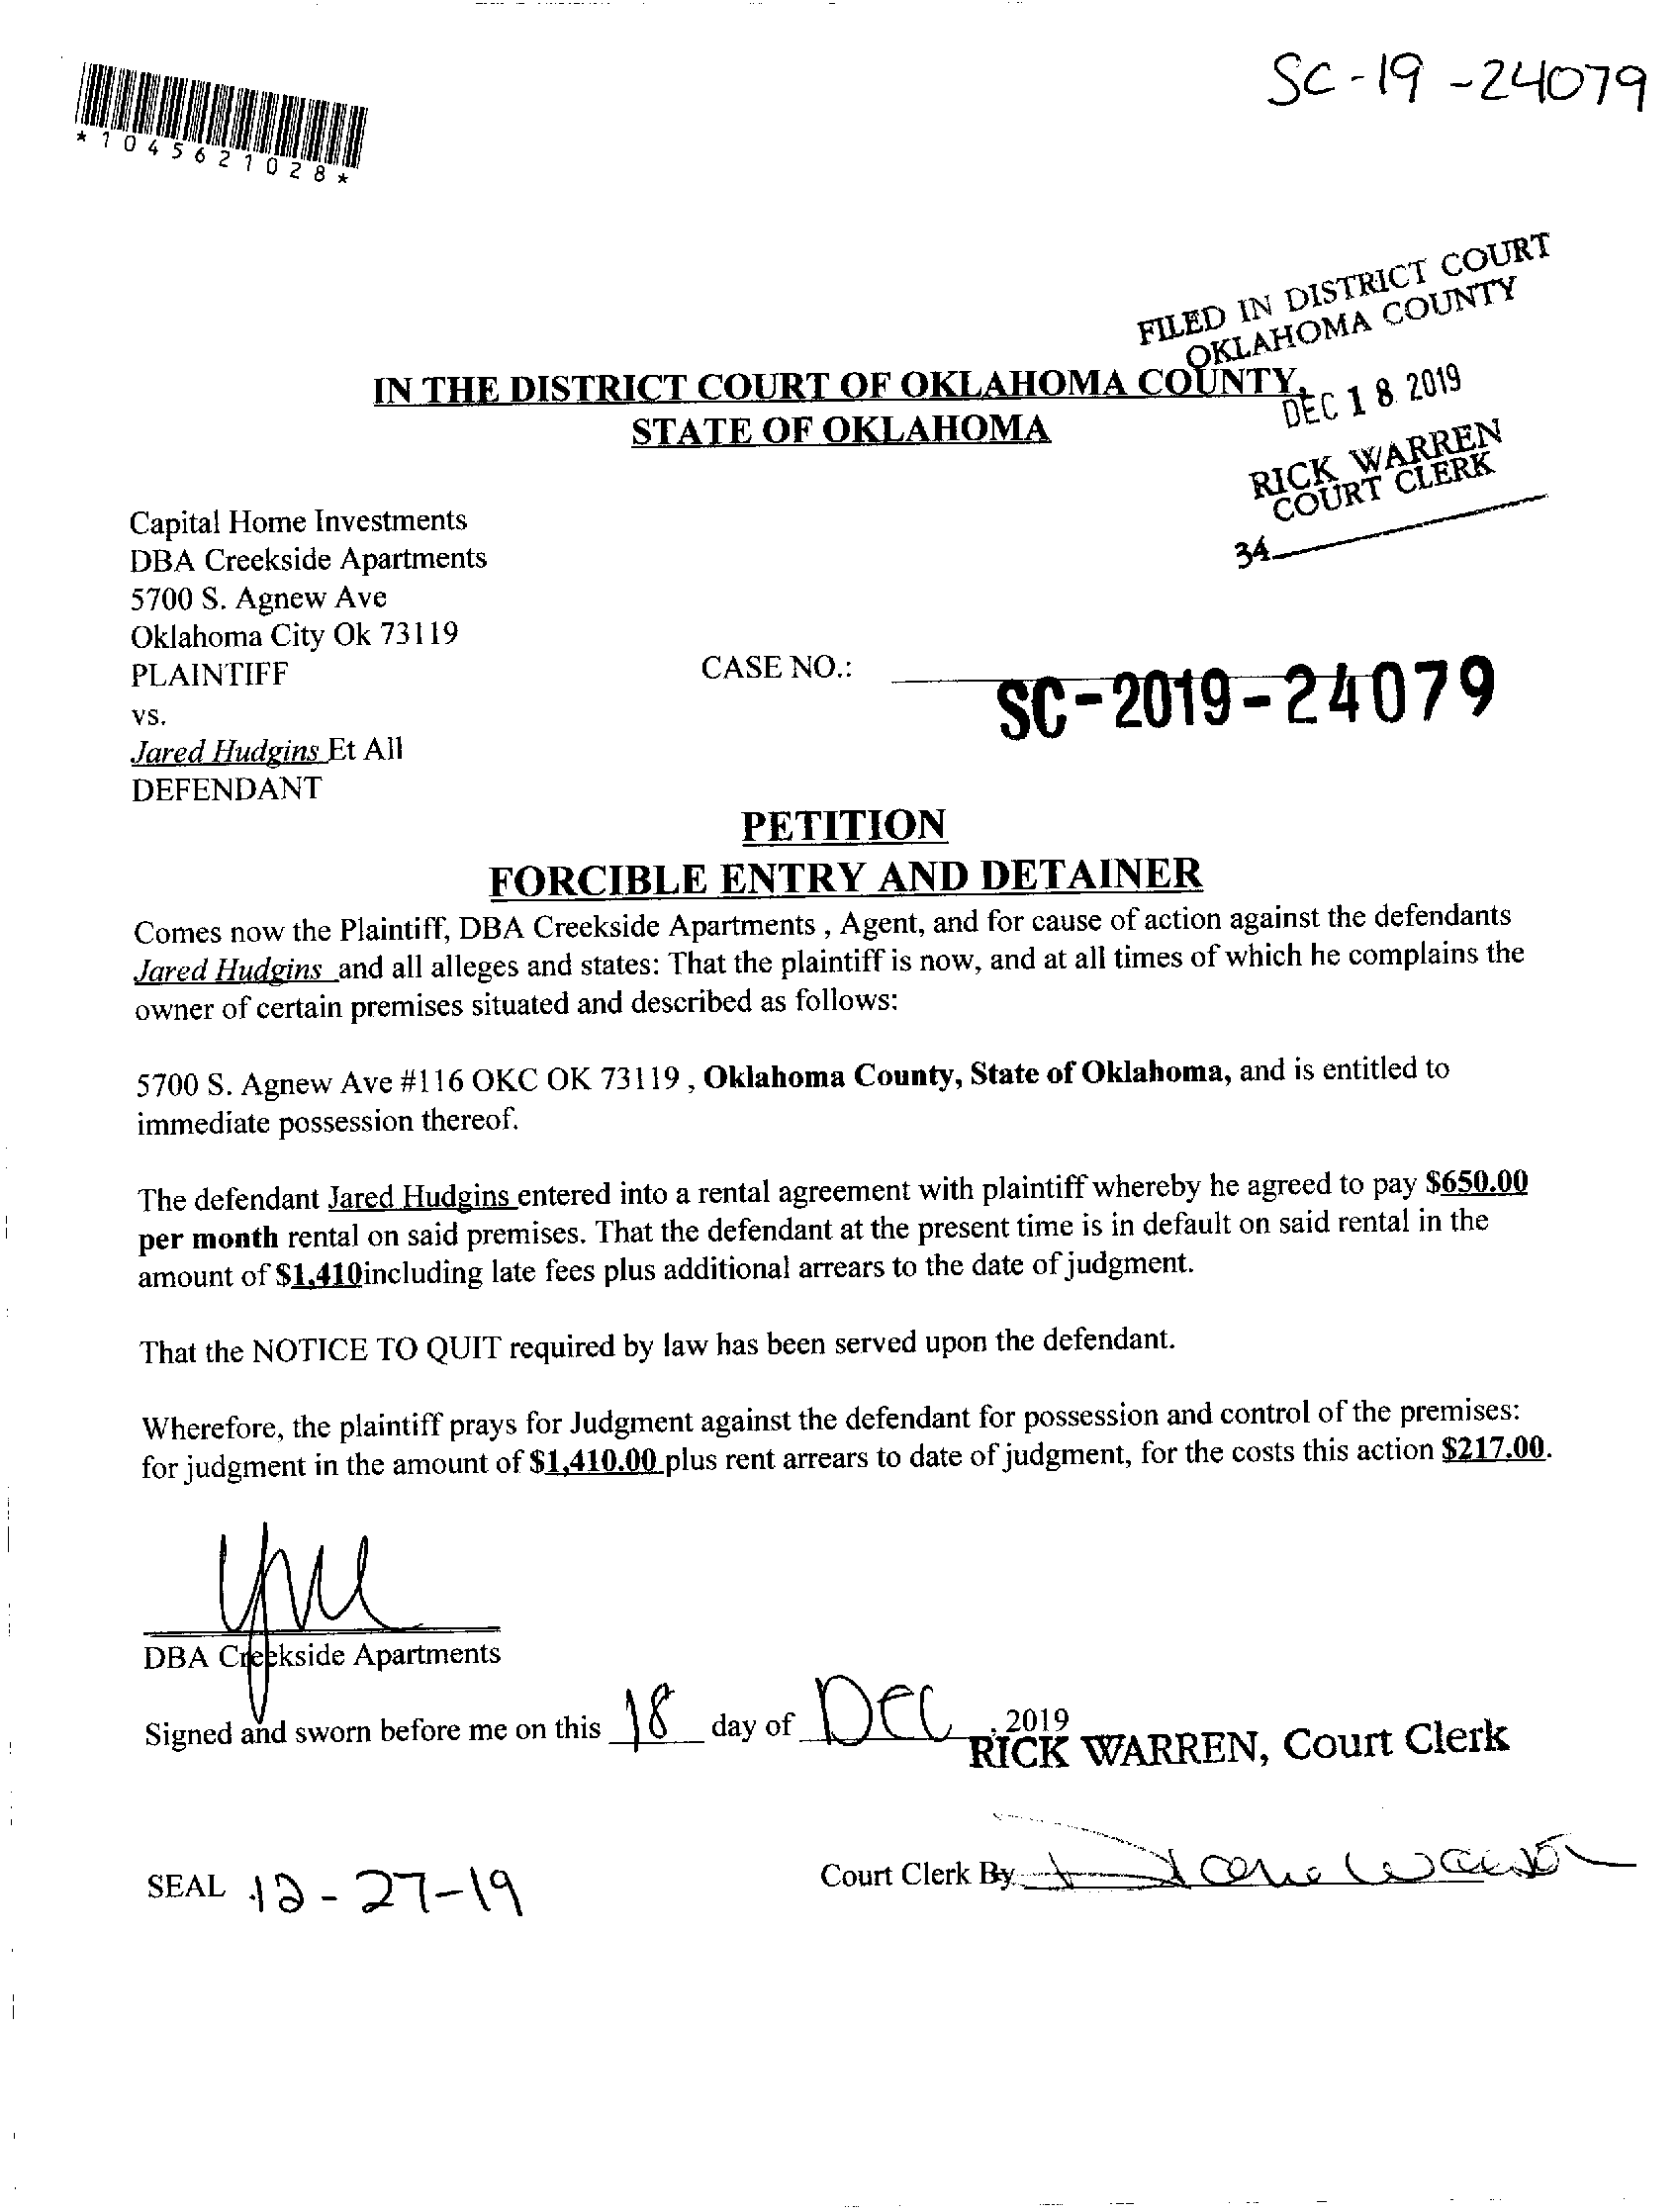 SC-19-24079
*1045621028*
FILED IN DISTRICT COURT
OKLAHOMA COUNTY
DEC 18 2019
RICK WARREN
COURT CLERK
34
IN THE DISTRICT COURT OF OKLAHOMA COUNTY,
STATE OF OKLAHOMA
Capital Home Investments
DBA Creekside Apartments
5700 S. Agnew Ave
Oklahoma City Ok 73119
PLAINTIFF
CASE NO.:
SC-2019-24079
vs.
Jared Hudgins Et All
DEFENDANT
PETITION
FORCIBLE ENTRY AND DETAINER
Comes now the Plaintiff, DBA Creekside Apartments , Agent, and for cause of action against the defendants
Jared Hudgins and all alleges and states: That the plaintiff is now, and at all times of which he complains the
owner of certain premises situated and described as follows:
5700 S. Agnew Ave #116 OKC OK 73119 , Oklahoma County, State of Oklahoma, and is entitled to
immediate possession thereof.
The defendant Jared Hudgins entered into a rental agreement with plaintiff whereby he agreed to pay $650.00
per month rental on said premises. That the defendant at the present time is in default on said rental in the
amount of $1,410including late fees plus additional arrears to the date of judgment.
That the NOTICE TO QUIT required by law has been served upon the defendant.
Wherefore, the plaintiff prays for Judgment against the defendant for possession and control of the premises:
for judgment in the amount of $1,410.00 plus rent arrears to date of judgment, for the costs this action $217.00.
DBA Creekside Apartments
Signed and sworn before me on this 18 day of DEC, 2019
RICK WARREN, Court Clerk
SEAL 12-27-19
Court Clerk By